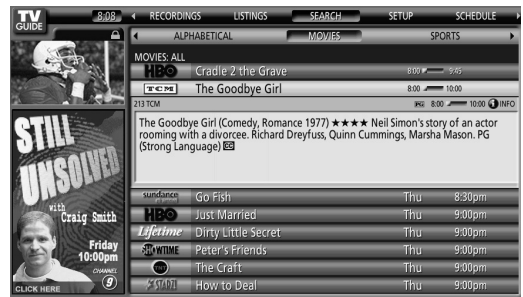 TV GUIDE
8:08
RECORDINGS LISTINGS SEARCH SETUP SCHEDULE
ALPHABETICAL MOVIES SPORTS
MOVIES: ALL
HBO Cradle 2 the Grave 8:00 9:45
TCM The Goodbye Girl 8:00 10:00
213 TCM PG 8:00 10:00 INFO
The Goodbye Girl (Comedy, Romance 1977) ★★★★ Neil Simon's story of an actor
rooming with a divorcee. Richard Dreyfuss, Quinn Cummings, Marsha Mason. PG
(Strong Language) CC
sundance Go Fish Thu 8:30pm
HBO Just Married Thu 9:00pm
Lifetime Dirty Little Secret Thu 9:00pm
SHOWTIME Peter's Friends Thu 9:00pm
TNT The Craft Thu 9:00pm
STARZ! How to Deal Thu 9:00pm
STILL
UNSOLVED
with
Craig Smith
Friday
10:00pm
CHANNEL
9
CLICK HERE